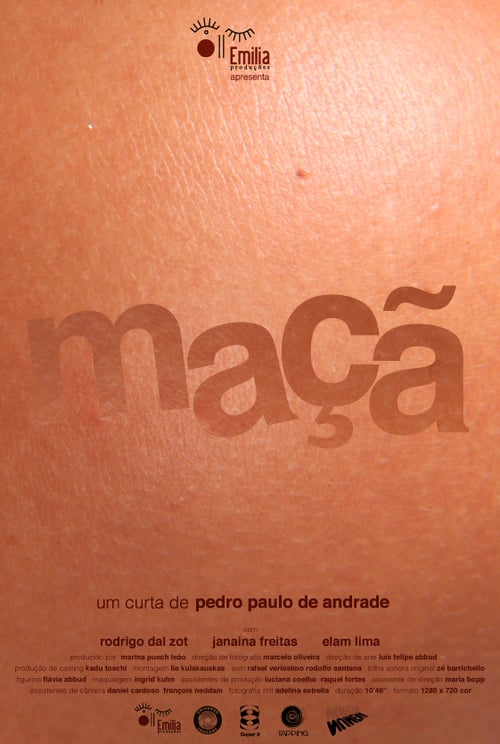 Emilia
produções
apresenta
maçã
um curta de pedro paulo de andrade
com
rodrigo dal zot janaina freitas elam lima
produzido por marina puech leão direção de fotografia marcelo oliveira direção de arte luis felipe abbud
produção de casting kadu toschi montagem lia kulakauskas som rafael veríssimo rodolfo santana trilha sonora original zé barrichello
figurino flávia abbud maquiagem ingrid kuhn assistentes de produção luciana coelho raquel fortes assistente de direção maria bopp
assistentes de câmera daniel cardoso françois neddam fotografia still adelina estrella duração 10'46" formato 1280 x 720 cor
Emilia
produções
Super 8
TAPPING